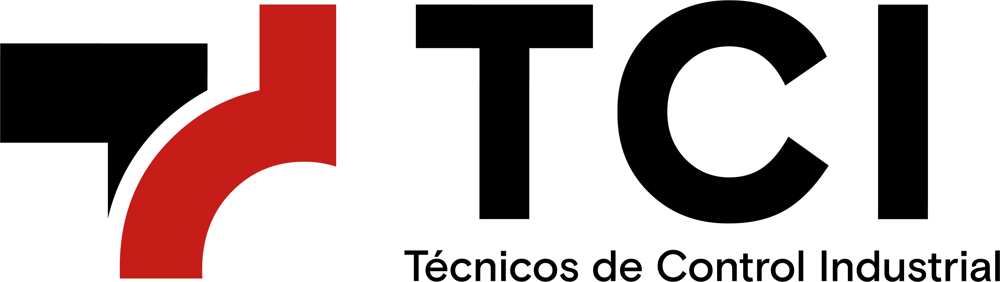 TCI
Técnicos de Control Industrial